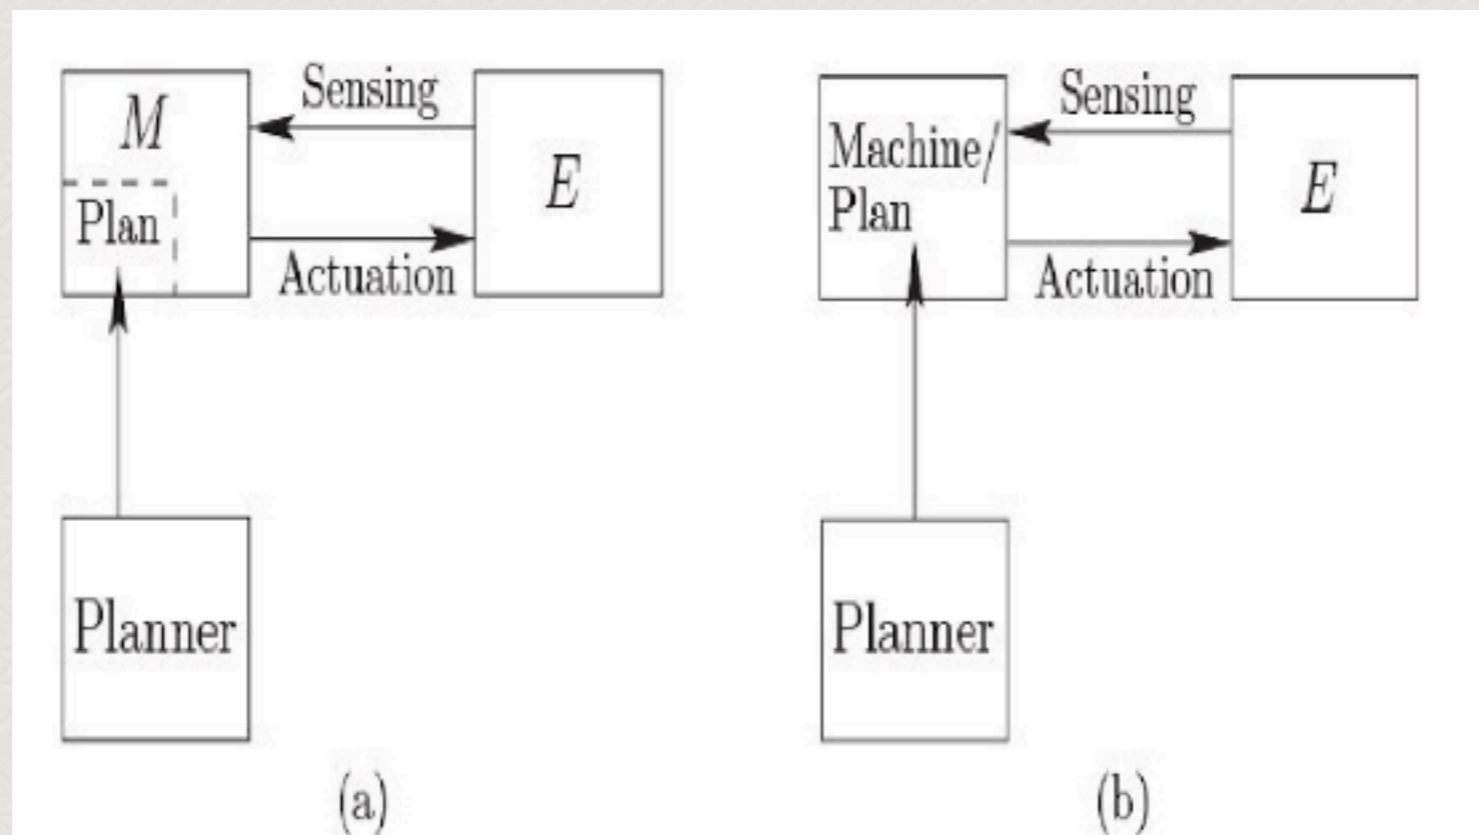 Sensing
M
E
Plan
Actuation
Planner
(a)
Sensing
Machine/
Plan
E
Actuation
Planner
(b)